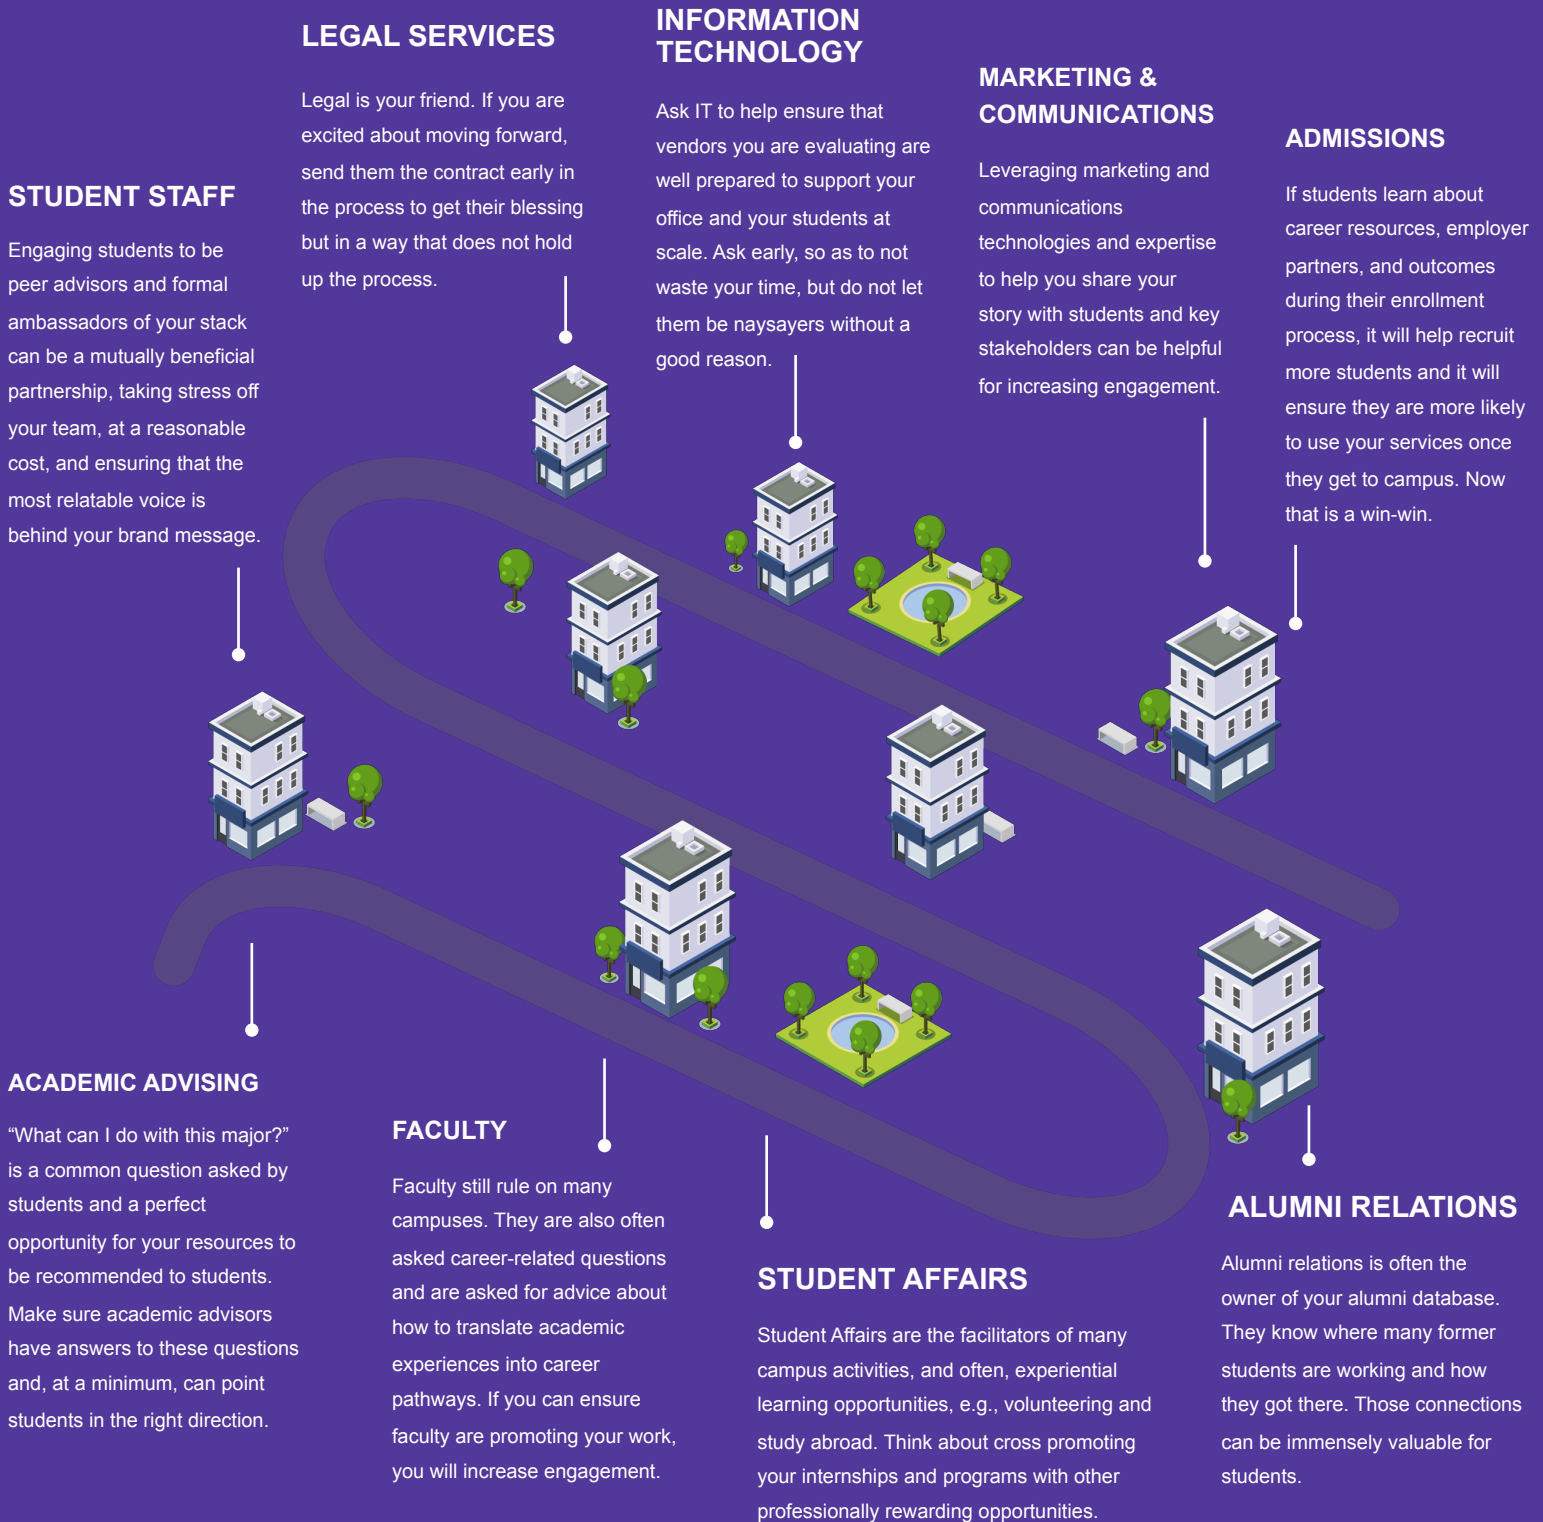 LEGAL SERVICES
Legal is your friend. If you are
excited about moving forward,
send them the contract early in
the process to get their blessing
but in a way that does not hold
up the process.
INFORMATION
TECHNOLOGY
Ask IT to help ensure that
vendors you are evaluating are
well prepared to support your
office and your students at
scale. Ask early, so as to not
waste your time, but do not let
them be naysayers without a
good reason.
MARKETING &
COMMUNICATIONS
Leveraging marketing and
communications
technologies and expertise
to help you share your
story with students and key
stakeholders can be helpful
for increasing engagement.
ADMISSIONS
If students learn about
career resources, employer
partners, and outcomes
during their enrollment
process, it will help recruit
more students and it will
ensure they are more likely
to use your services once
they get to campus. Now
that is a win-win.
STUDENT STAFF
Engaging students to be
peer advisors and formal
ambassadors of your stack
can be a mutually beneficial
partnership, taking stress off
your team, at a reasonable
cost, and ensuring that the
most relatable voice is
behind your brand message.
ACADEMIC ADVISING
“What can I do with this major?”
is a common question asked by
students and a perfect
opportunity for your resources to
be recommended to students.
Make sure academic advisors
have answers to these questions
and, at a minimum, can point
students in the right direction.
FACULTY
Faculty still rule on many
campuses. They are also often
asked career-related questions
and are asked for advice about
how to translate academic
experiences into career
pathways. If you can ensure
faculty are promoting your work,
you will increase engagement.
STUDENT AFFAIRS
Student Affairs are the facilitators of many
campus activities, and often, experiential
learning opportunities, e.g., volunteering and
study abroad. Think about cross promoting
your internships and programs with other
professionally rewarding opportunities.
ALUMNI RELATIONS
Alumni relations is often the
owner of your alumni database.
They know where many former
students are working and how
they got there. Those connections
can be immensely valuable for
students.